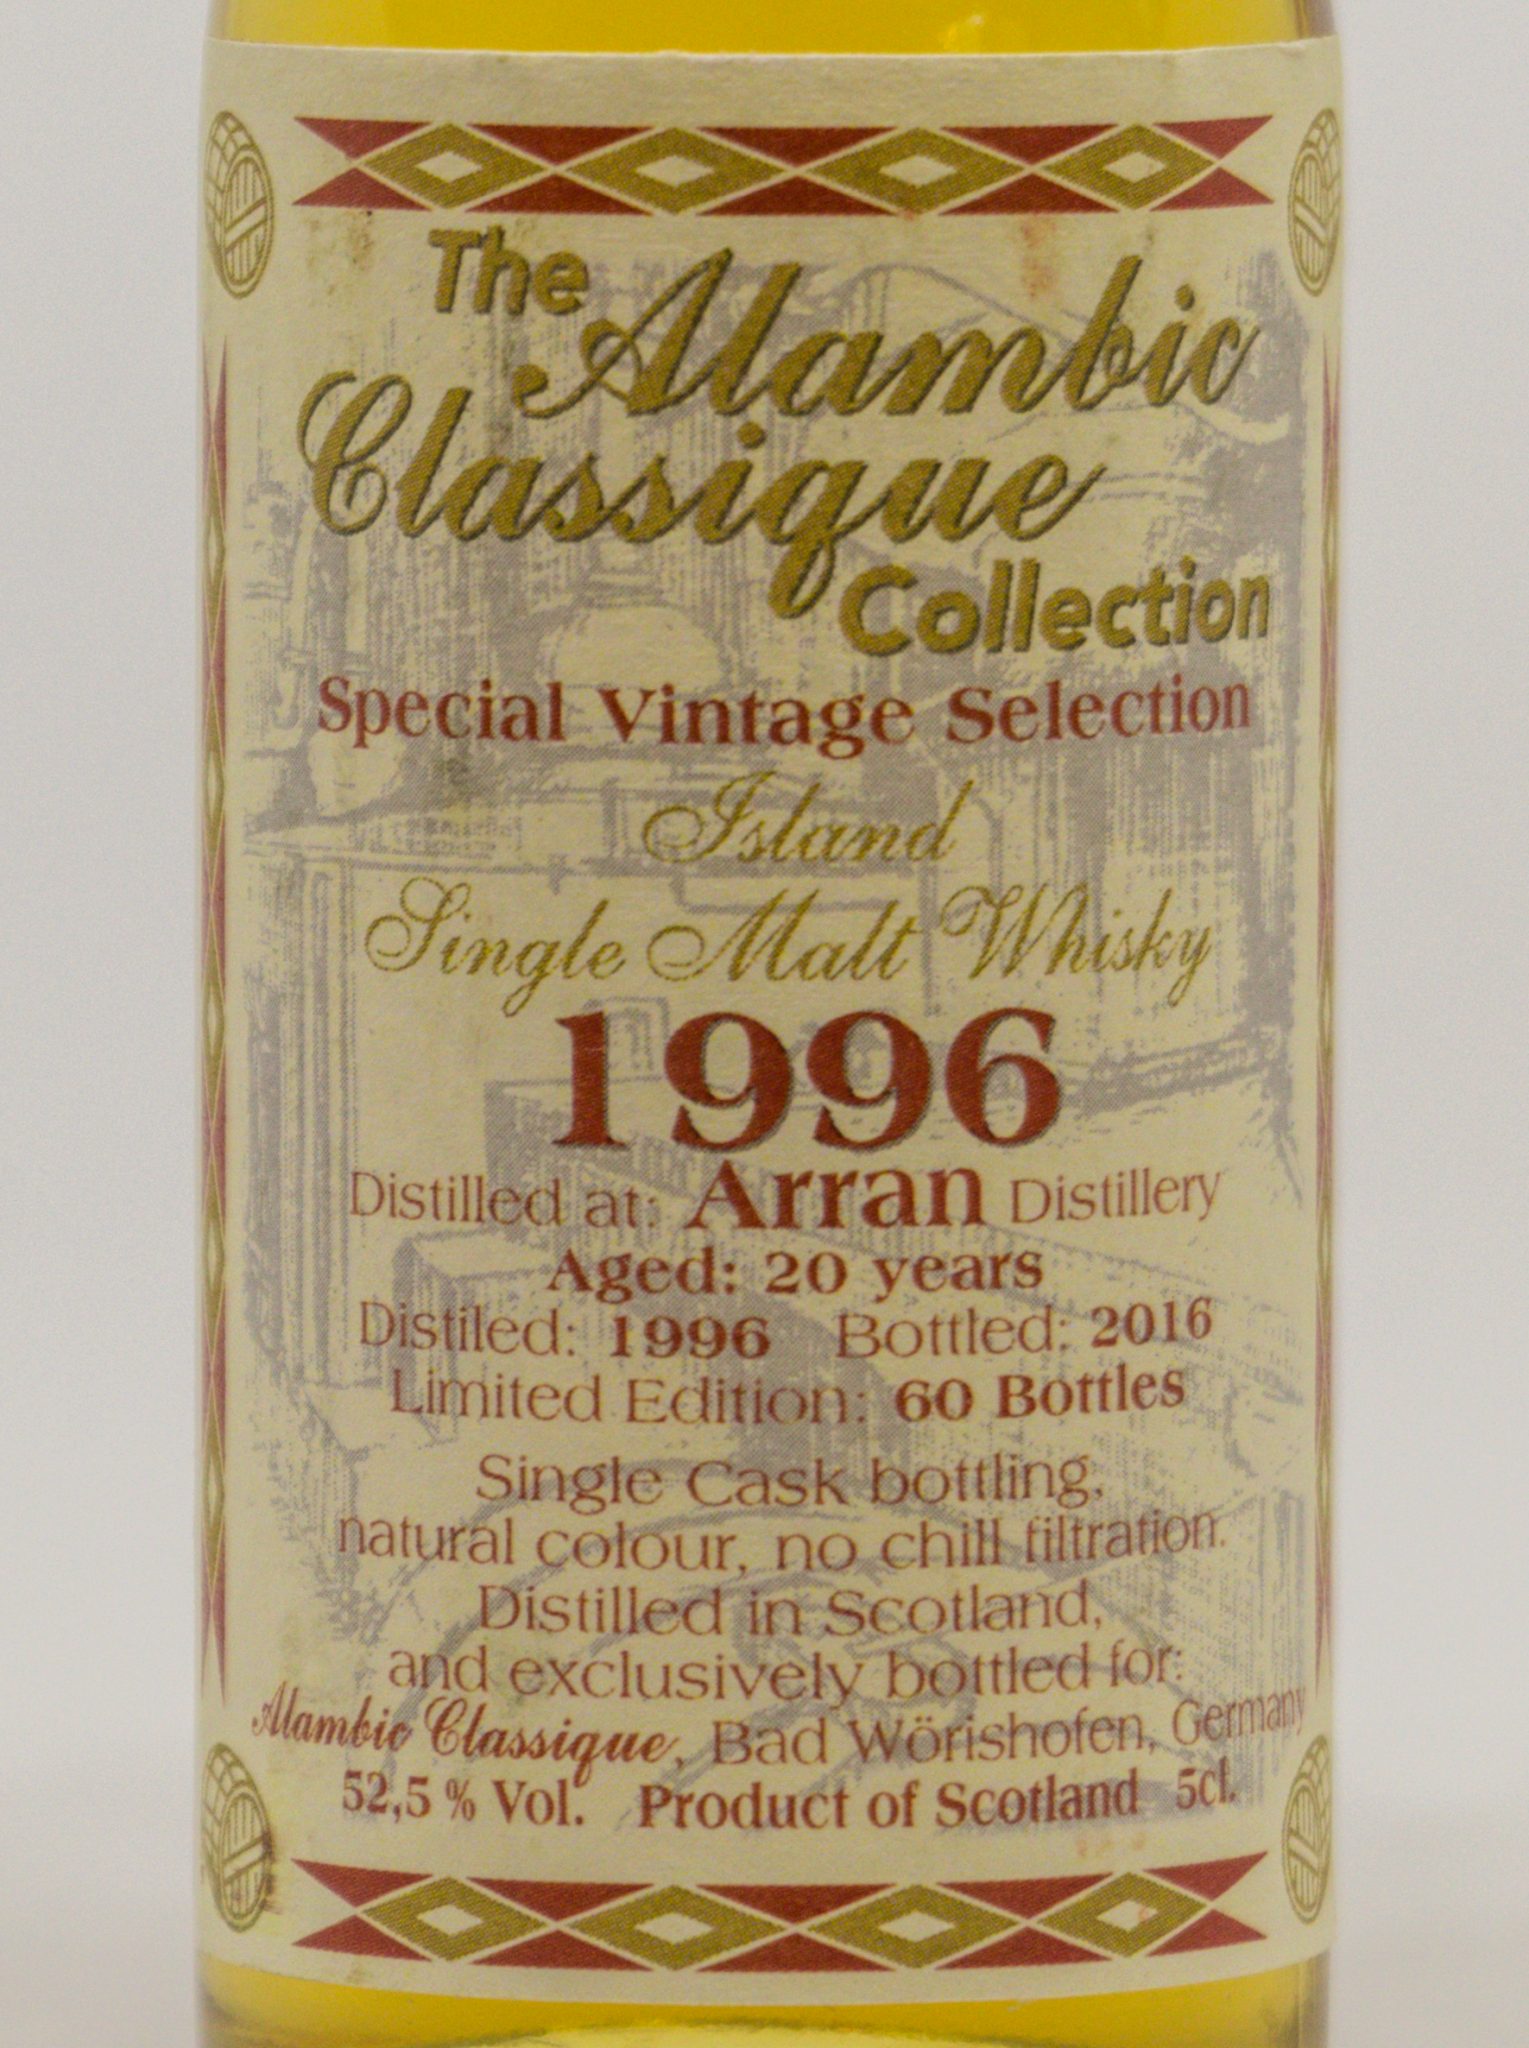 The Alambic
Classique
Collection
Special Vintage Selection
Island
Single Malt Whisky
1996
Distilled at: Arran Distillery
Aged: 20 years
Distiled: 1996 Bottled: 2016
Limited Edition: 60 Bottles
Single Cask bottling,
natural colour, no chill filtration.
Distilled in Scotland,
and exclusively bottled for:
Alambic Classique, Bad Wörishofen, Germany
52,5 % Vol. Product of Scotland 5cl.